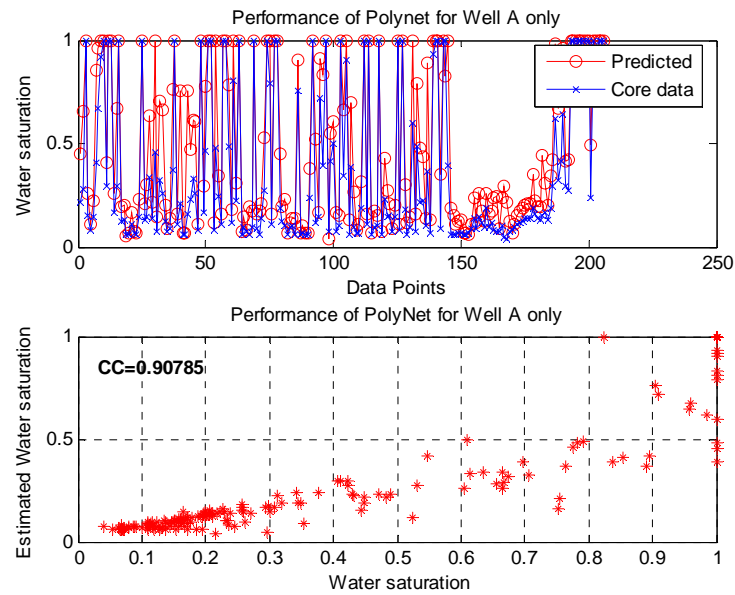 Performance of Polynet for Well A only
Water saturation
1
0.5
0
Predicted
Core data
0 50 100 150 200 250
Data Points
Performance of PolyNet for Well A only
Estimated Water saturation
1
0.5
0
CC=0.90785
0 0.1 0.2 0.3 0.4 0.5 0.6 0.7 0.8 0.9 1
Water saturation